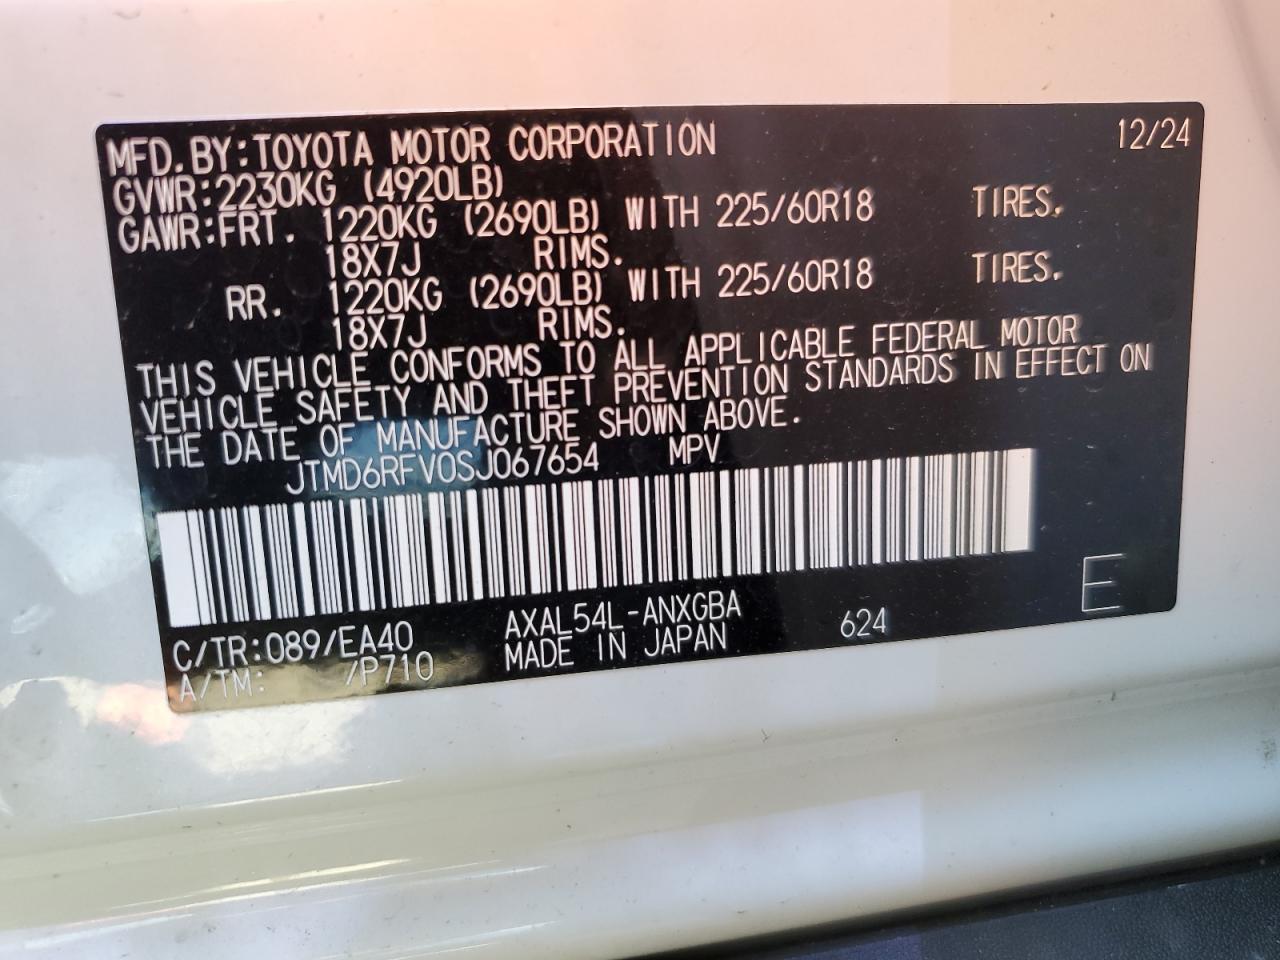 MFD.BY:TOYOTA MOTOR CORPORATION 12/24
GVWR:2230KG (4920LB)
GAWR:FRT. 1220KG (2690LB) WITH 225/60R18 TIRES.
18X7J RIMS.
RR. 1220KG (2690LB) WITH 225/60R18 TIRES.
18X7J RIMS.
THIS VEHICLE CONFORMS TO ALL APPLICABLE FEDERAL MOTOR
VEHICLE SAFETY AND THEFT PREVENTION STANDARDS IN EFFECT ON
THE DATE OF MANUFACTURE SHOWN ABOVE.
JTMD6RFV0SJ067654 MPV
C/TR:089/EA40 AXAL54L-ANXGBA 624 E
A/TM: /P710 MADE IN JAPAN